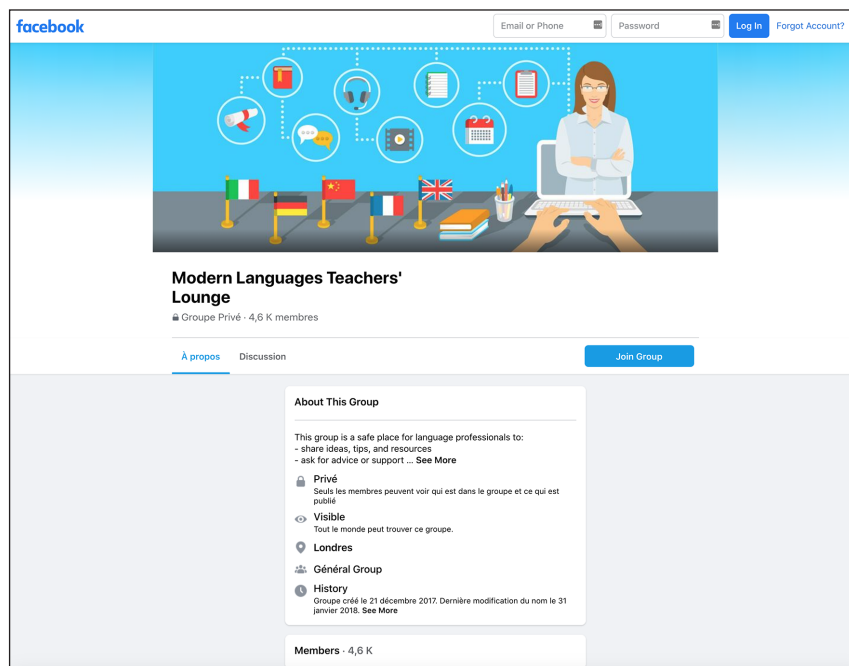 facebook
Email or Phone
Password
Log In
Forgot Account?
Modern Languages Teachers'
Lounge
Groupe Privé · 4,6 K membres
À propos
Discussion
Join Group
About This Group
This group is a safe place for language professionals to:
- share ideas, tips, and resources
- ask for advice or support ... See More
Privé
Seuls les membres peuvent voir qui est dans le groupe et ce qui est
publié
Visible
Tout le monde peut trouver ce groupe.
Londres
Général Group
History
Groupe créé le 21 décembre 2017. Dernière modification du nom le 31
janvier 2018. See More
Members · 4,6 K